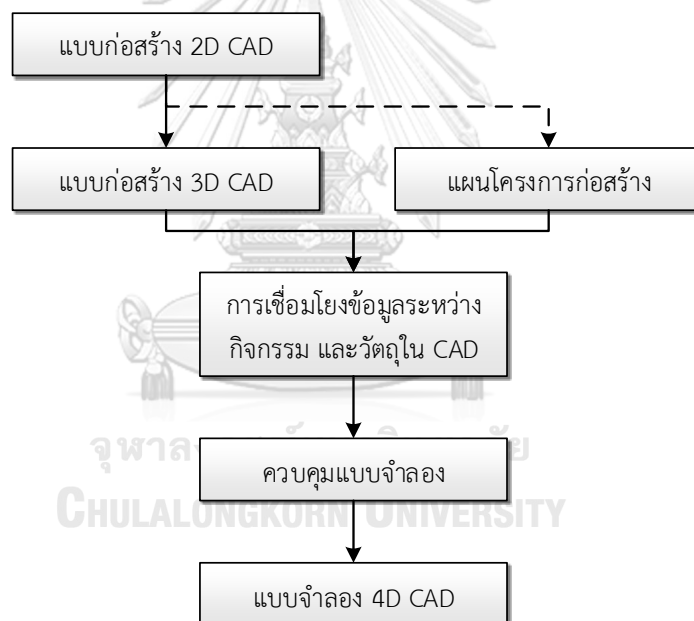 แบบก่อสร้าง 2D CAD
แบบก่อสร้าง 3D CAD
แผนโครงการก่อสร้าง
การเชื่อมโยงข้อมูลระหว่าง
กิจกรรม และวัตถุใน CAD
ควบคุมแบบจำลอง
CHULALONGKORN UNIVERSITY
แบบจำลอง 4D CAD